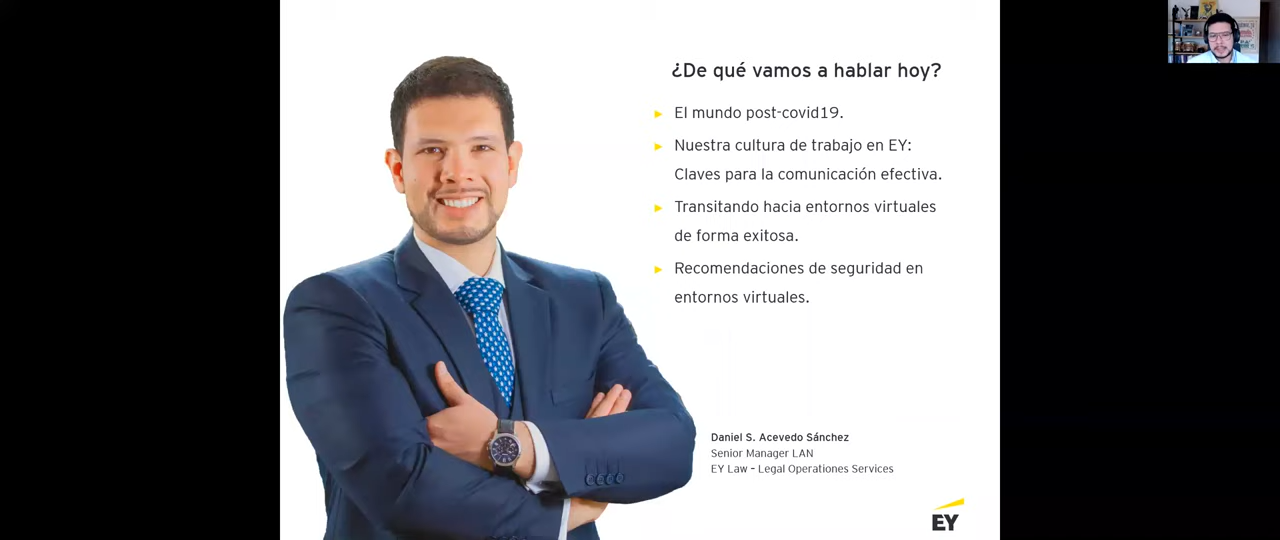 ¿De qué vamos a hablar hoy?
► El mundo post-covid19.
► Nuestra cultura de trabajo en EY:
Claves para la comunicación efectiva.
► Transitando hacia entornos virtuales
de forma exitosa.
► Recomendaciones de seguridad en
entornos virtuales.
Daniel S. Acevedo Sánchez
Senior Manager LAN
EY Law – Legal Operationes Services
EY